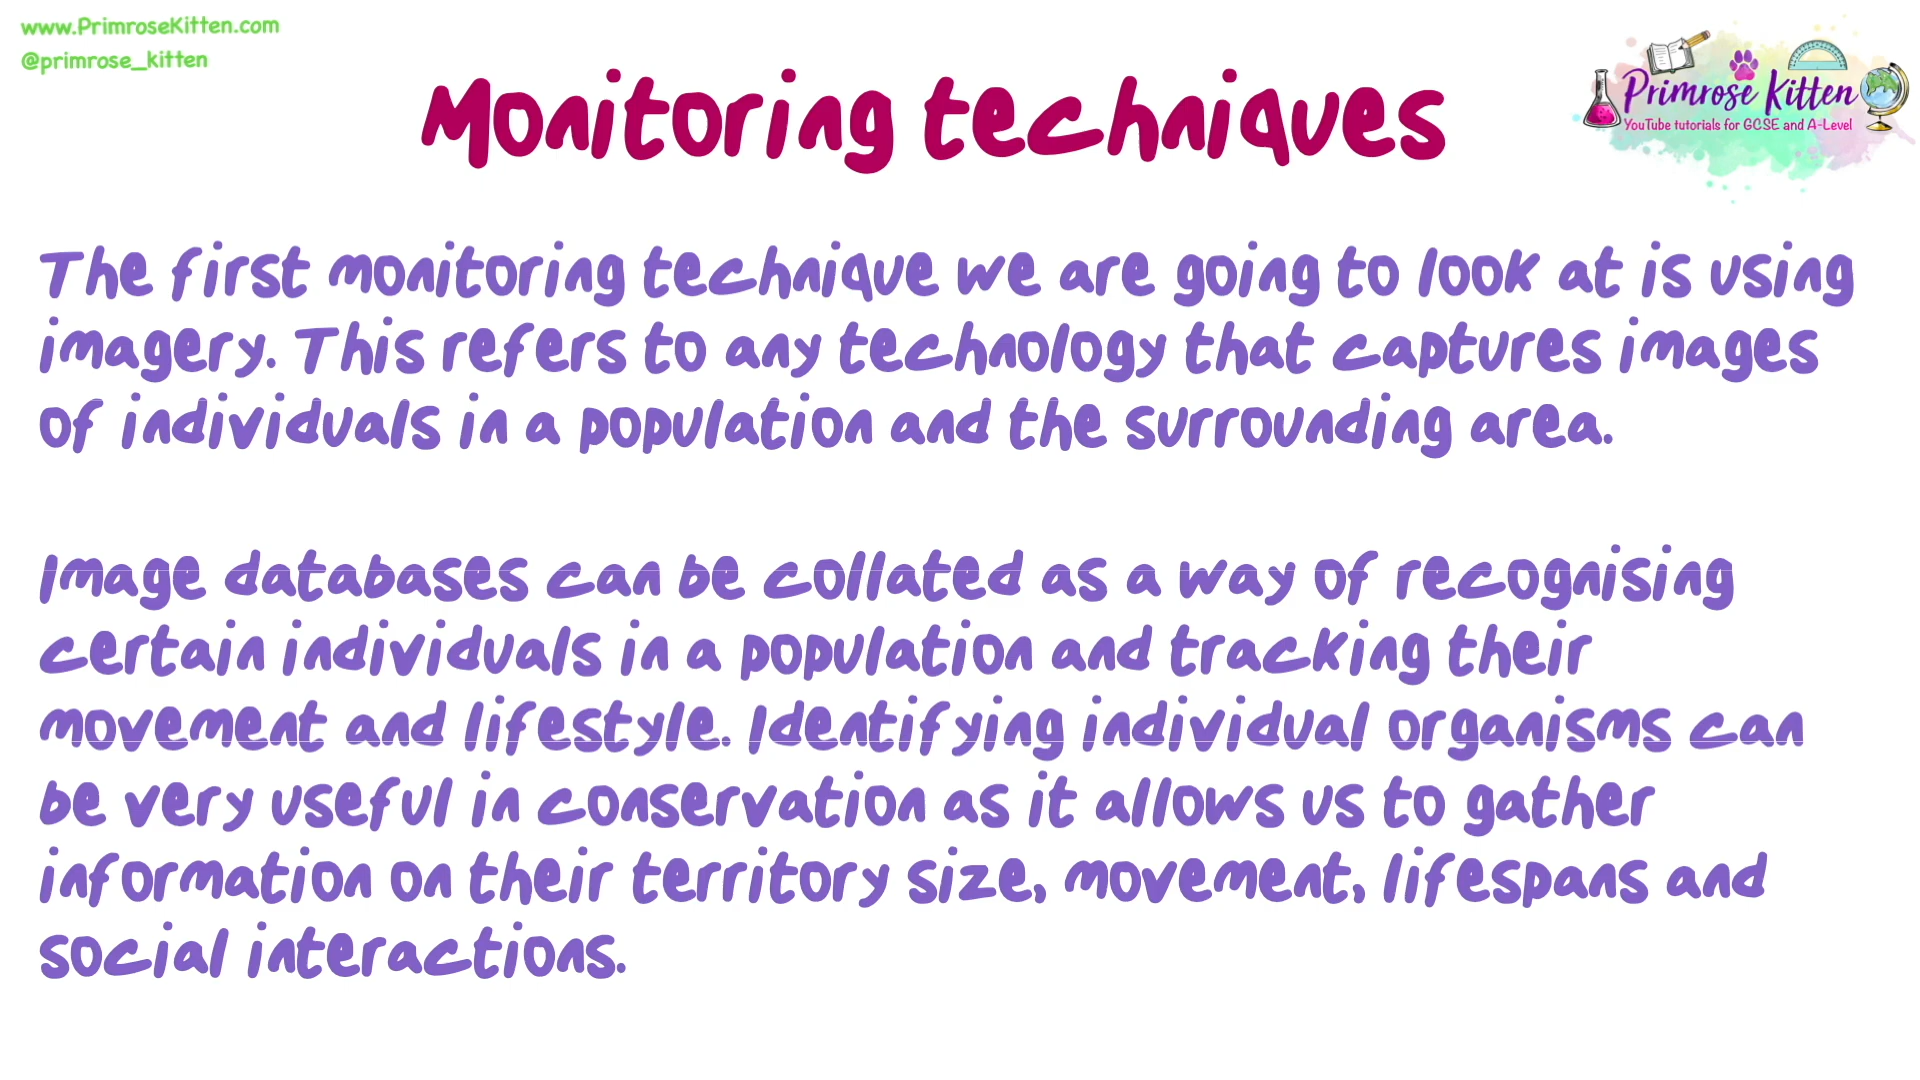 www.PrimroseKitten.com
@primrose_kitten
Primrose Kitten
YouTube tutorials for GCSE and A-Level
Monitoring techniques
The first monitoring technique we are going to look at is using
imagery. This refers to any technology that captures images
of individuals in a population and the surrounding area.
Image databases can be collated as a way of recognising
certain individuals in a population and tracking their
movement and lifestyle. Identifying individual organisms can
be very useful in conservation as it allows us to gather
information on their territory size, movement, lifespans and
social interactions.